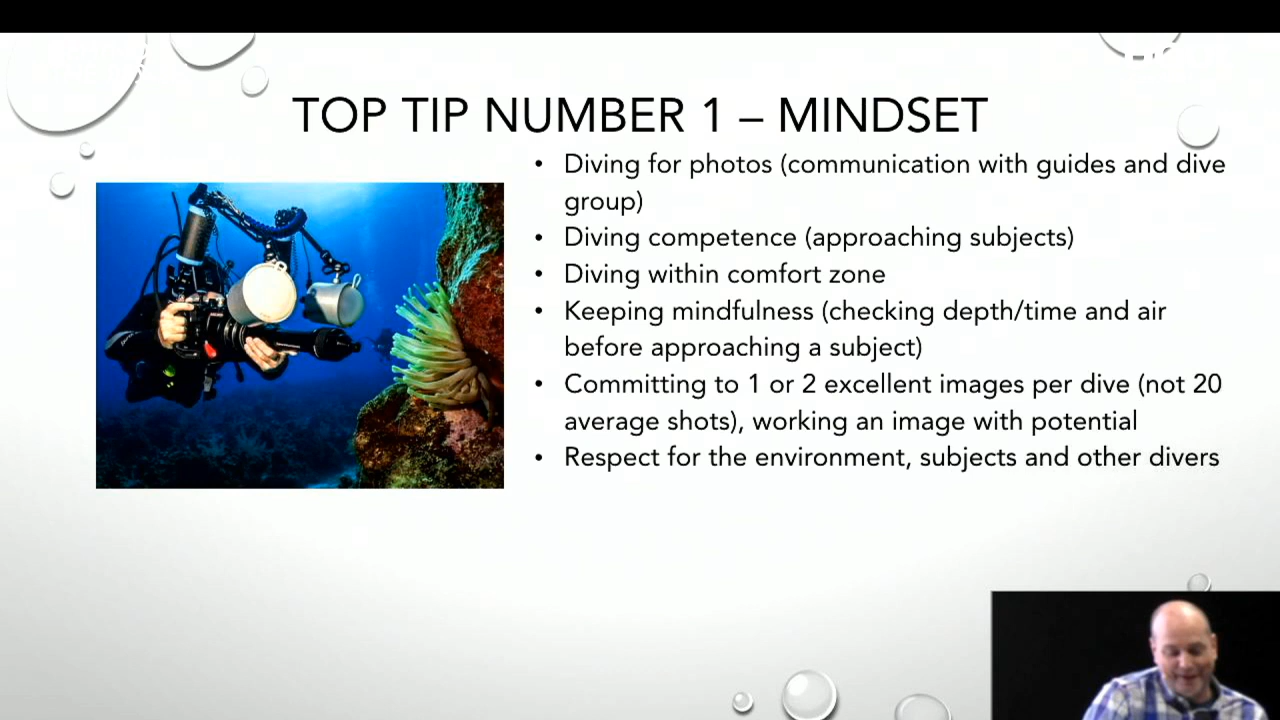 TOP TIP NUMBER 1 – MINDSET
• Diving for photos (communication with guides and dive
group)
• Diving competence (approaching subjects)
• Diving within comfort zone
• Keeping mindfulness (checking depth/time and air
before approaching a subject)
• Committing to 1 or 2 excellent images per dive (not 20
average shots), working an image with potential
• Respect for the environment, subjects and other divers